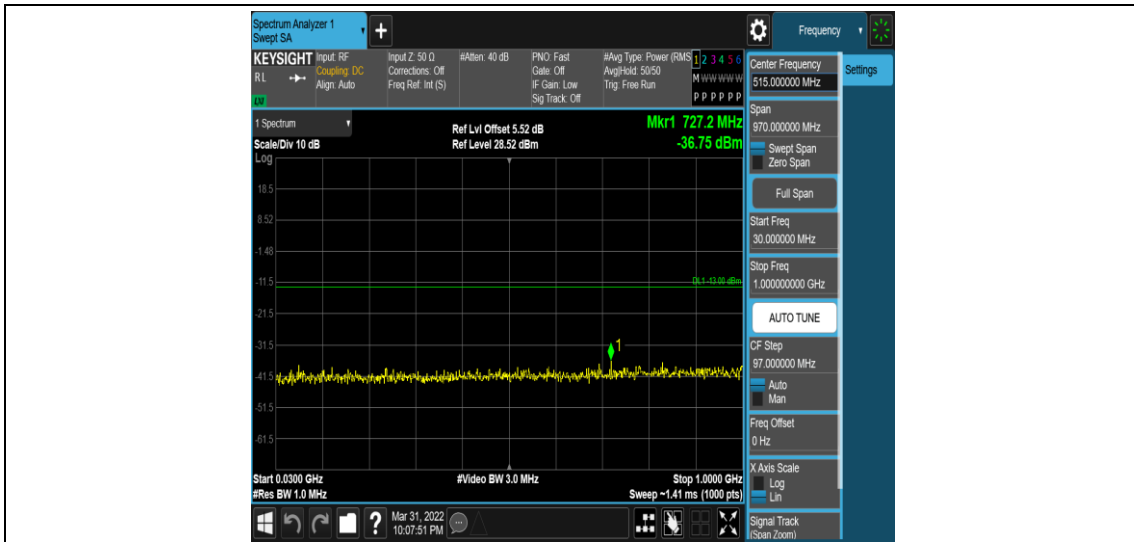 Spectrum Analyzer 1
Swept SA
+
Frequency
KEYSIGHT
RL
Input: RF
Coupling: DC
Align: Auto
Input Z: 50 Ω
Corrections: Off
Freq Ref: Int (S)
#Atten: 40 dB
PNO: Fast
Gate: Off
IF Gain: Low
Sig Track: Off
#Avg Type: Power (RMS
Avg|Hold: 50/50
Trig: Free Run
1 2 3 4 5 6
M W W W W W
P P P P P P
1 Spectrum
Scale/Div 10 dB
Ref Lvl Offset 5.52 dB
Ref Level 28.52 dBm
Mkr1 727.2 MHz
-36.75 dBm
Log
18.5
8.52
-1.48
-11.5
-21.5
-31.5
-41.5
-51.5
-61.5
DL1 -13.00 dBm
1
Start 0.0300 GHz
#Res BW 1.0 MHz
#Video BW 3.0 MHz
Stop 1.0000 GHz
Sweep ~1.41 ms (1000 pts)
?
Mar 31, 2022
10:07:51 PM
Center Frequency
515.000000 MHz
Span
970.000000 MHz
Swept Span
Zero Span
Full Span
Start Freq
30.000000 MHz
Stop Freq
1.000000000 GHz
AUTO TUNE
CF Step
97.000000 MHz
Auto
Man
Freq Offset
0 Hz
X Axis Scale
Log
Lin
Signal Track
(Span Zoom)
Settings